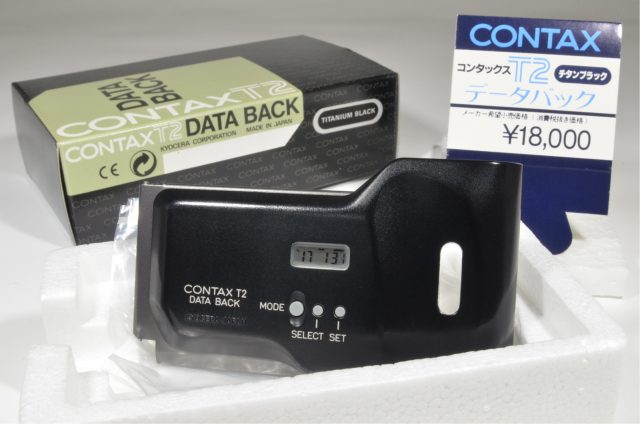 DATA
BACK
CONTAX T2
CONTAX T2 DATA BACK
KYOCERA CORPORATION MADE IN JAPAN
TITANIUM BLACK
CE
CONTAX
コンタックス T2 チタンブラック
データバック
メーカー希望小売価格(消費税抜き価格)
¥18,000
CONTAX T2
DATA BACK
MODE
SELECT SET